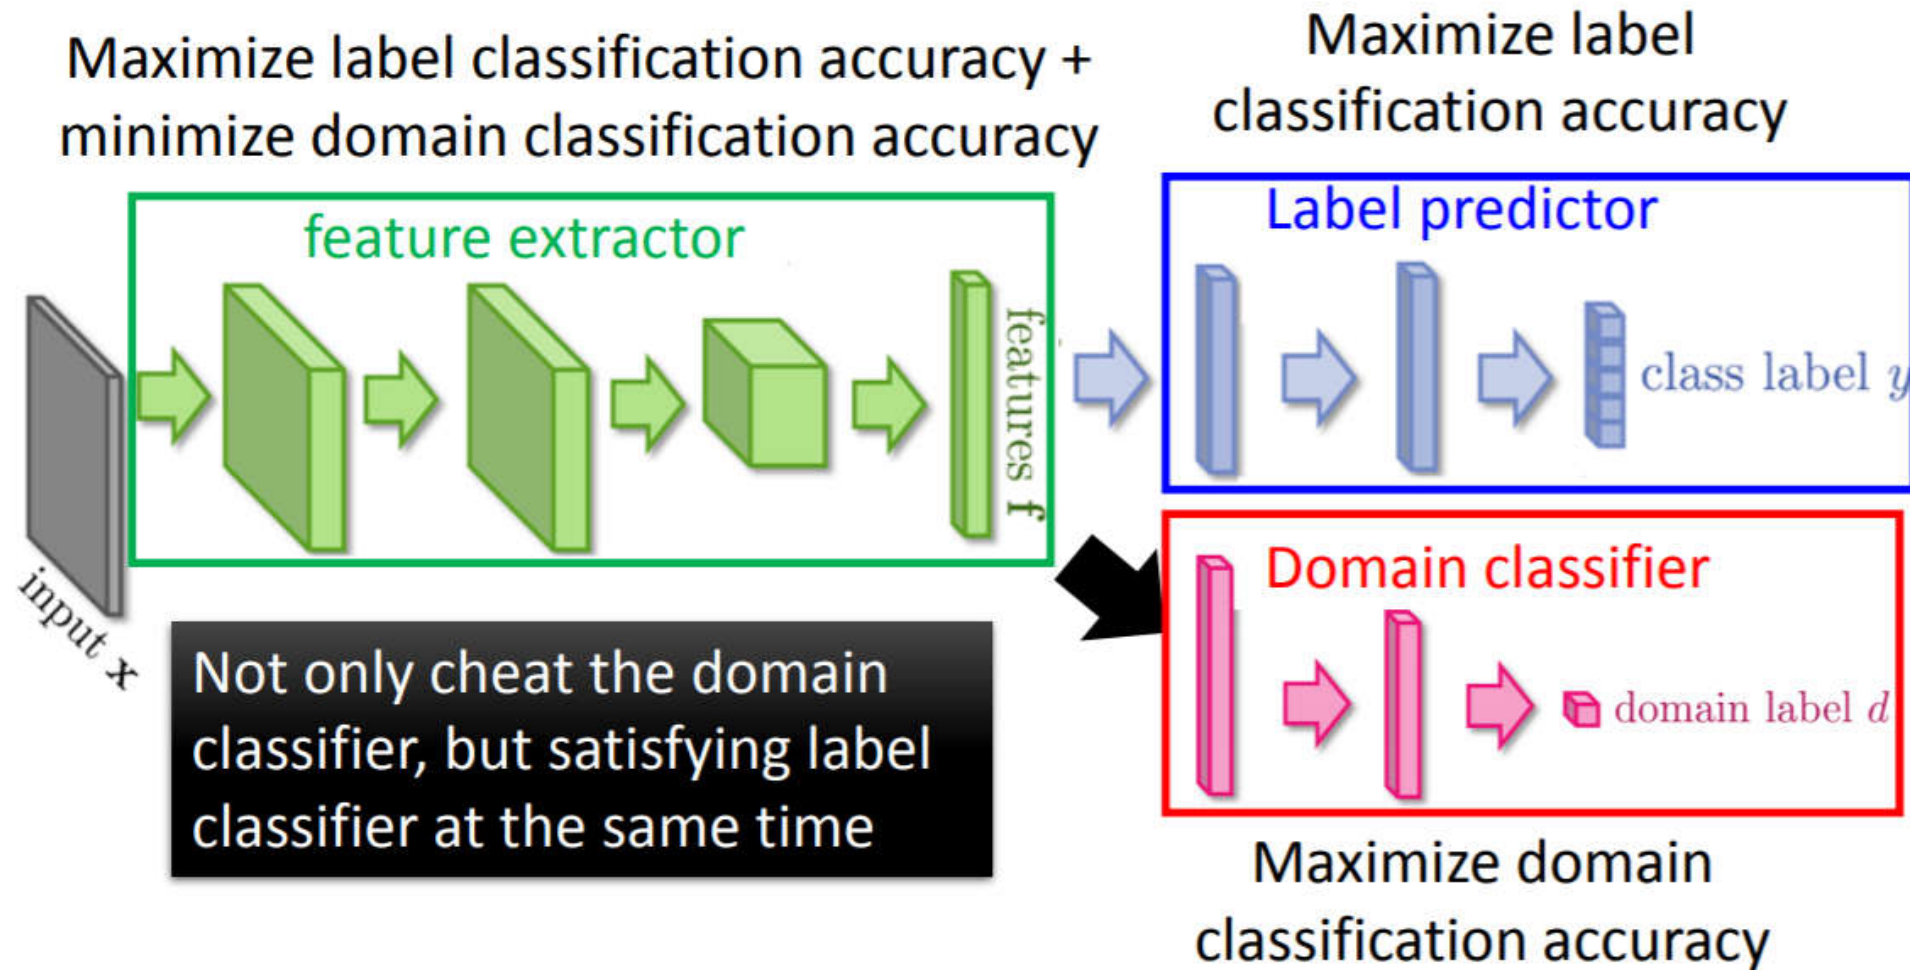 Maximize label classification accuracy +
minimize domain classification accuracy
Maximize label
classification accuracy
feature extractor
features f
input x
Label predictor
class label y
Domain classifier
domain label d
Not only cheat the domain
classifier, but satisfying label
classifier at the same time
Maximize domain
classification accuracy